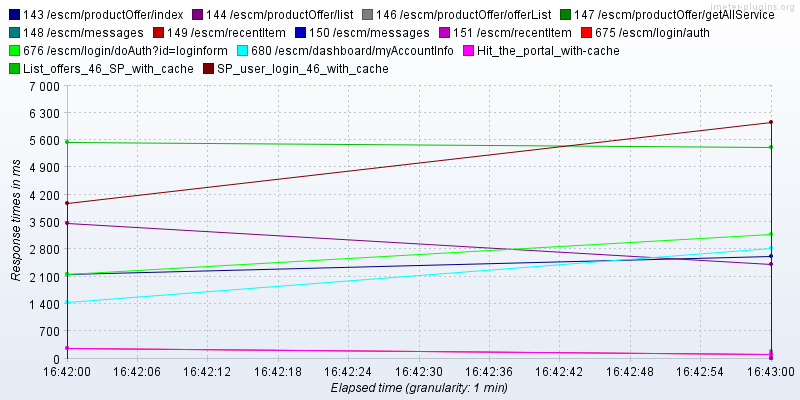 jmeter-plugins.org
143 /escm/productOffer/index 144 /escm/productOffer/list 146 /escm/productOffer/offerList 147 /escm/productOffer/getAllService
148 /escm/messages 149 /escm/recentItem 150 /escm/messages 151 /escm/recentItem 675 /escm/login/auth
676 /escm/login/doAuth?id=loginform 680 /escm/dashboard/myAccountInfo Hit_the_portal_with-cache
List_offers_46_SP_with_cache SP_user_login_46_with_cache
7 000
6 300
5 600
4 900
4 200
3 500
2 800
2 100
1 400
700
0
Response times in ms
16:42:00 16:42:06 16:42:12 16:42:18 16:42:24 16:42:30 16:42:36 16:42:42 16:42:48 16:42:54 16:43:00
Elapsed time (granularity: 1 min)